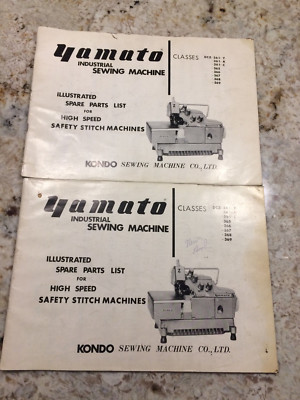 yamato
INDUSTRIAL
SEWING MACHINE
CLASSES
ILLUSTRATED
SPARE PARTS LIST
FOR
HIGH SPEED
SAFETY STITCH MACHINES
KONDO SEWING MACHINE CO., LTD.
yamato
INDUSTRIAL
SEWING MACHINE
CLASSES
ILLUSTRATED
SPARE PARTS LIST
FOR
HIGH SPEED
SAFETY STITCH MACHINES
KONDO SEWING MACHINE CO., LTD.